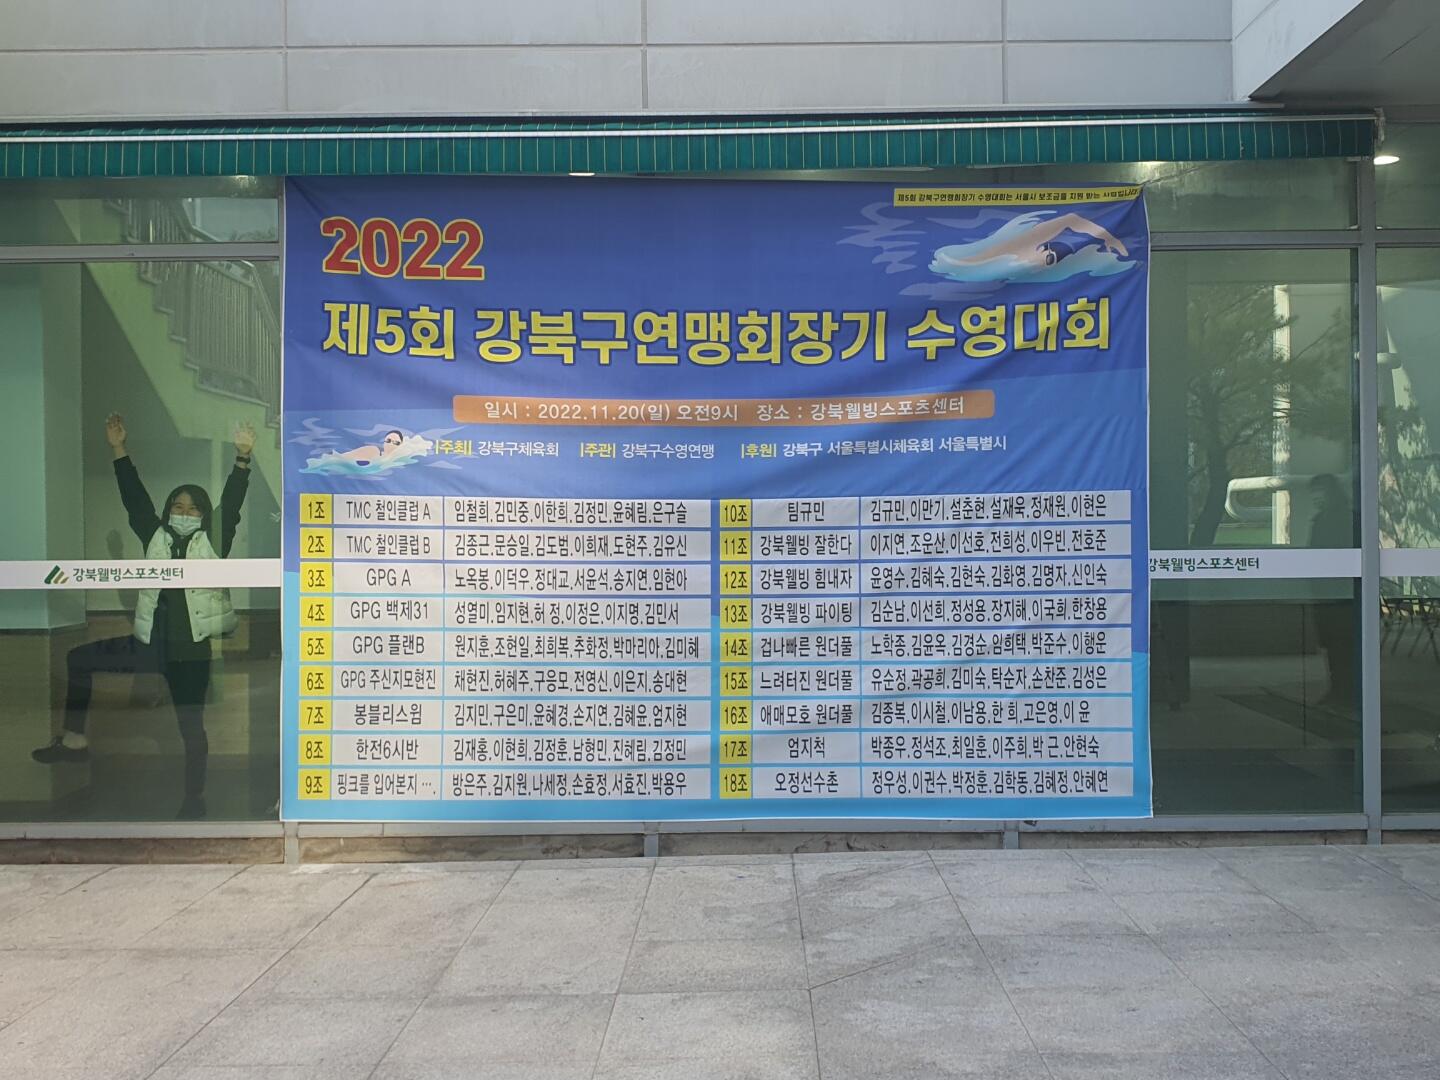 제5회 강북구연맹회장기 수영대회는 서울시 보조금을 지원 받는 사업입니다.
2022
제5회 강북구연맹회장기 수영대회
일시 : 2022.11.20(일) 오전9시 장소 : 강북웰빙스포츠센터
|주최| 강북구체육회 |주관| 강북구수영연맹 |후원| 강북구 서울특별시체육회 서울특별시
1조 TMC 철인클럽 A 임철희.김민중.이한희.김정민.윤혜림.은구슬
2조 TMC 철인클럽 B 김종근.문승일.김도범.이희재.도현주.김유신
3조 GPG A 노옥봉.이덕우.정대교.서윤석.송지연.임현아
4조 GPG 백제31 성열미.임지현.허 정.이정은.이지명.김민서
5조 GPG 플랜B 원지훈.조현일.최희복.추화정.박마리아.김미혜
6조 GPG 주신지모현진 채현진.허혜주.구응모.전영신.이은지.송대현
7조 봉블리스윔 김지민.구은미.윤혜경.손지연.김혜윤.엄지현
8조 한전6시반 김재홍.이현희.김정훈.남형민.진혜림.김정민
9조 핑크를 입어본지 …. 방은주.김지원.나세정.손효정.서효진.박용우
10조 팀규민 김규민.이만기.설춘현.설재욱.정재원.이현은
11조 강북웰빙 잘한다 이지연.조운산.이선호.전희성.이우빈.전호준
12조 강북웰빙 힘내자 윤영수.김혜숙.김현숙.김화영.김명자.신인숙
13조 강북웰빙 파이팅 김순남.이선희.정성용.장지해.이국희.한창용
14조 겁나빠른 원더풀 노학종.김윤옥.김경순.임희택.박준수.이행운
15조 느려터진 원더풀 유순정.곽공희.김미숙.탁순자.손찬준.김성은
16조 애매모호 원더풀 김종복.이시철.이남용.한 희.고은영.이 윤
17조 엄지척 박종우.정석조.최일훈.이주희.박 근.안현숙
18조 오정선수촌 정우성.이권수.박정훈.김학동.김혜정.안혜연
강북웰빙스포츠센터
강북웰빙스포츠센터